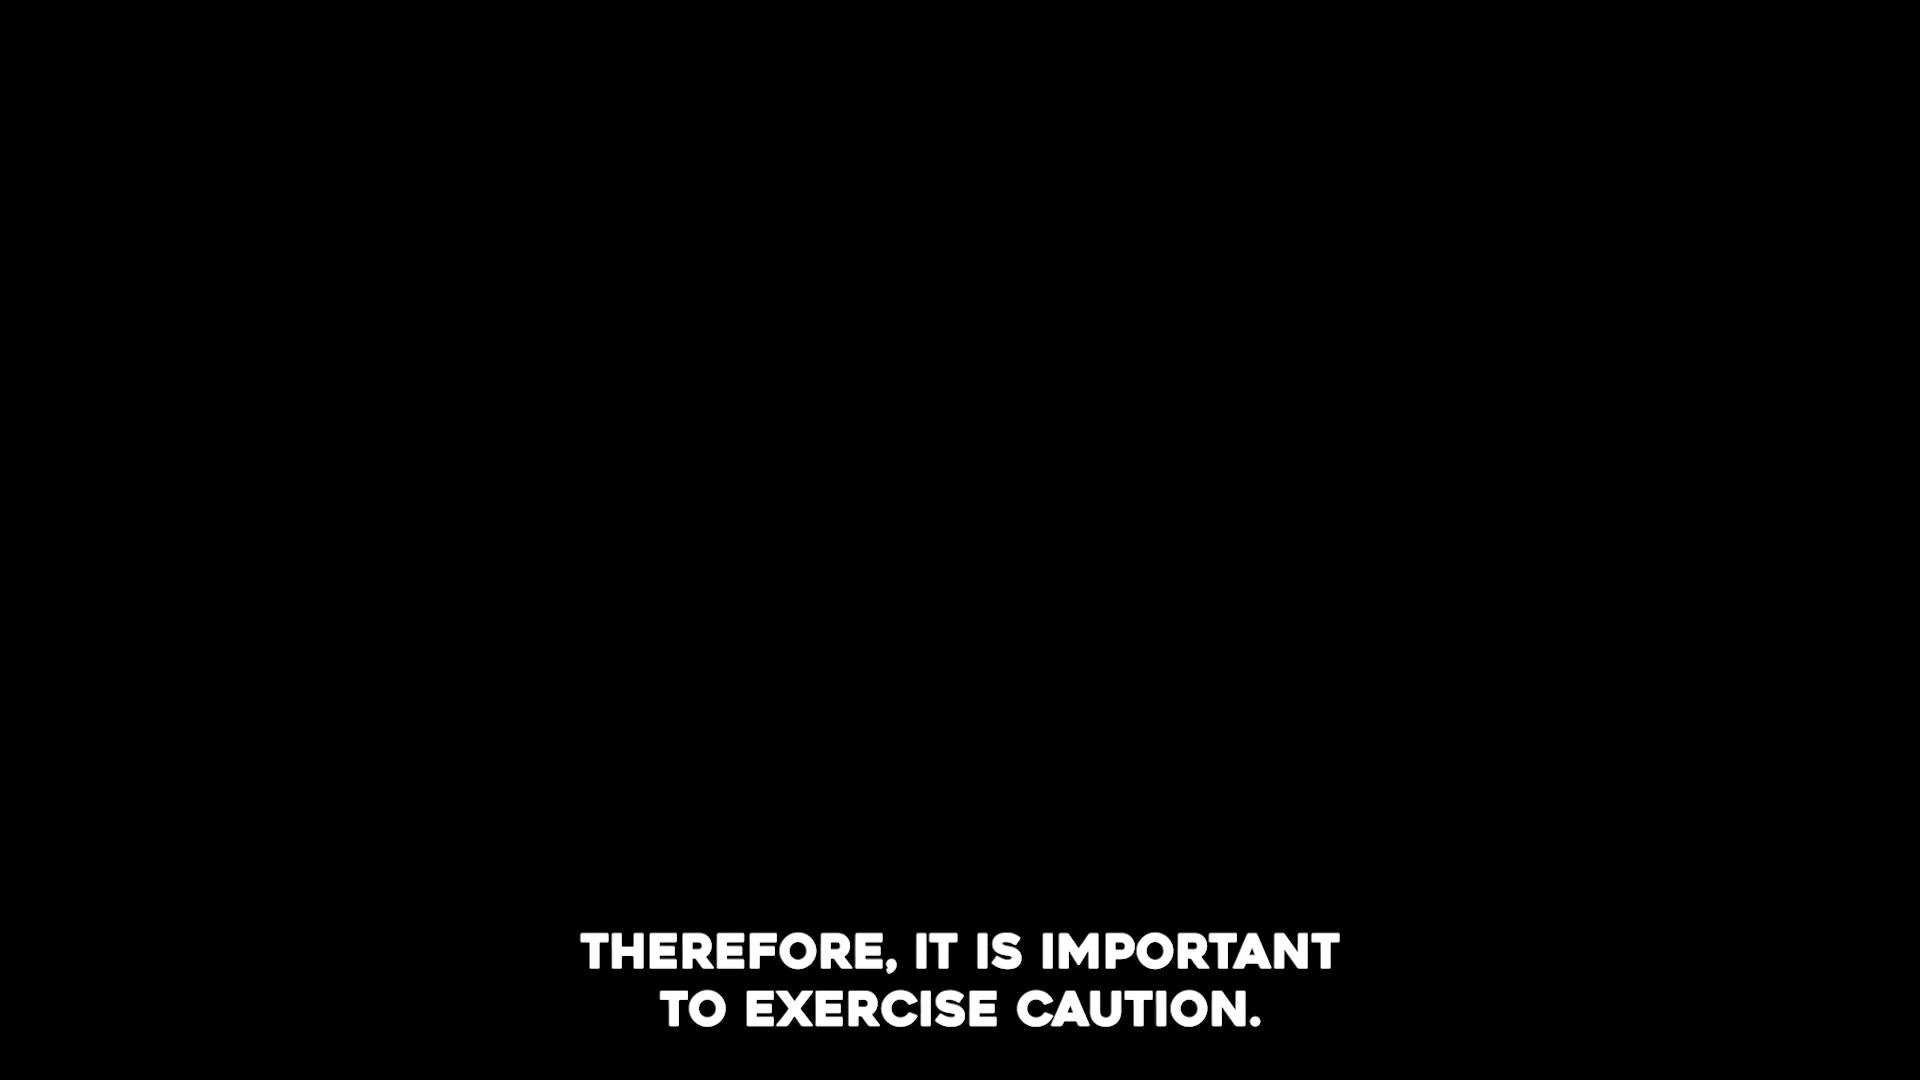 THEREFORE, IT IS IMPORTANT
TO EXERCISE CAUTION.